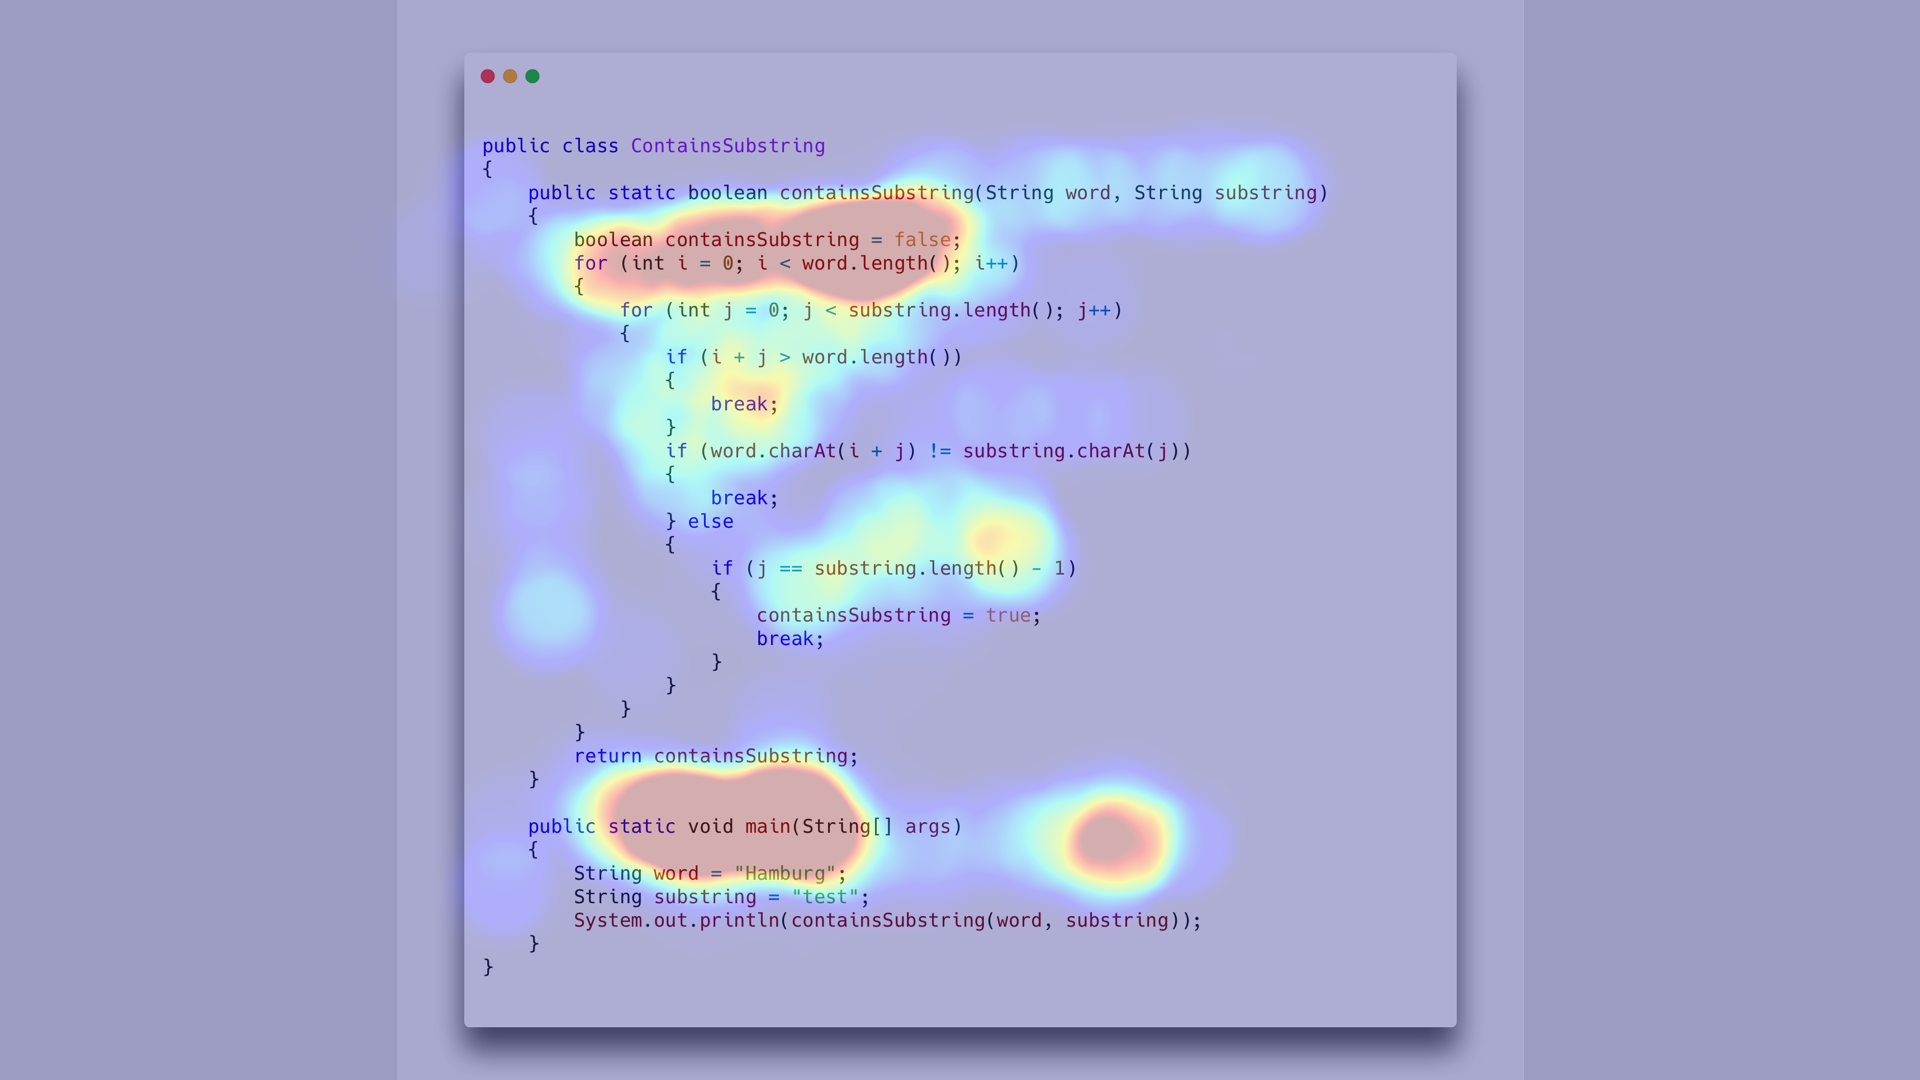 public class ContainsSubstring
{
    public static boolean containsSubstring(String word, String substring)
    {
        boolean containsSubstring = false;
        for (int i = 0; i < word.length(); i++)
        {
            for (int j = 0; j < substring.length(); j++)
            {
                if (i + j > word.length())
                {
                    break;
                }
                if (word.charAt(i + j) != substring.charAt(j))
                {
                    break;
                } else
                {
                    if (j == substring.length() - 1)
                    {
                        containsSubstring = true;
                        break;
                    }
                }
            }
        }
        return containsSubstring;
    }

    public static void main(String[] args)
    {
        String word = "Hamburg";
        String substring = "test";
        System.out.println(containsSubstring(word, substring));
    }
}